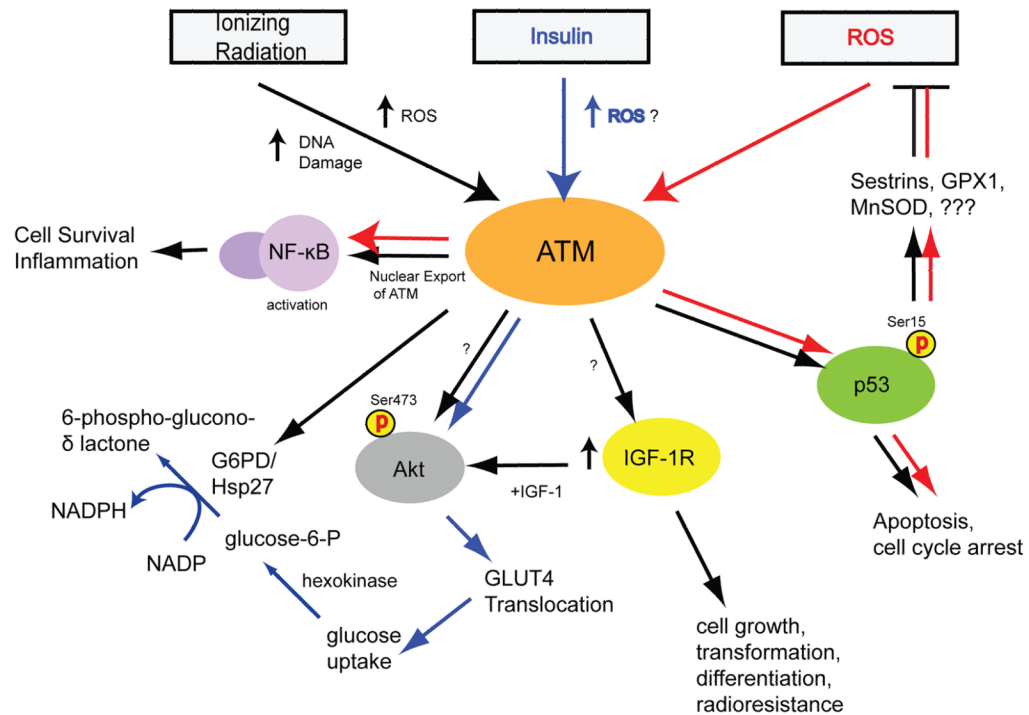 Ionizing
Radiation
Insulin
ROS
ROS
DNA
Damage
ROS ?
Sestrins, GPX1,
MnSOD, ???
Cell Survival
Inflammation
NF-κB
activation
Nuclear Export
of ATM
ATM
Ser15
p
p53
?
?
Ser473
p
Akt
+IGF-1
IGF-1R
6-phospho-glucono-
δ lactone
G6PD/
Hsp27
NADPH
NADP
glucose-6-P
hexokinase
GLUT4
Translocation
glucose
uptake
Apoptosis,
cell cycle arrest
cell growth,
transformation,
differentiation,
radioresistance